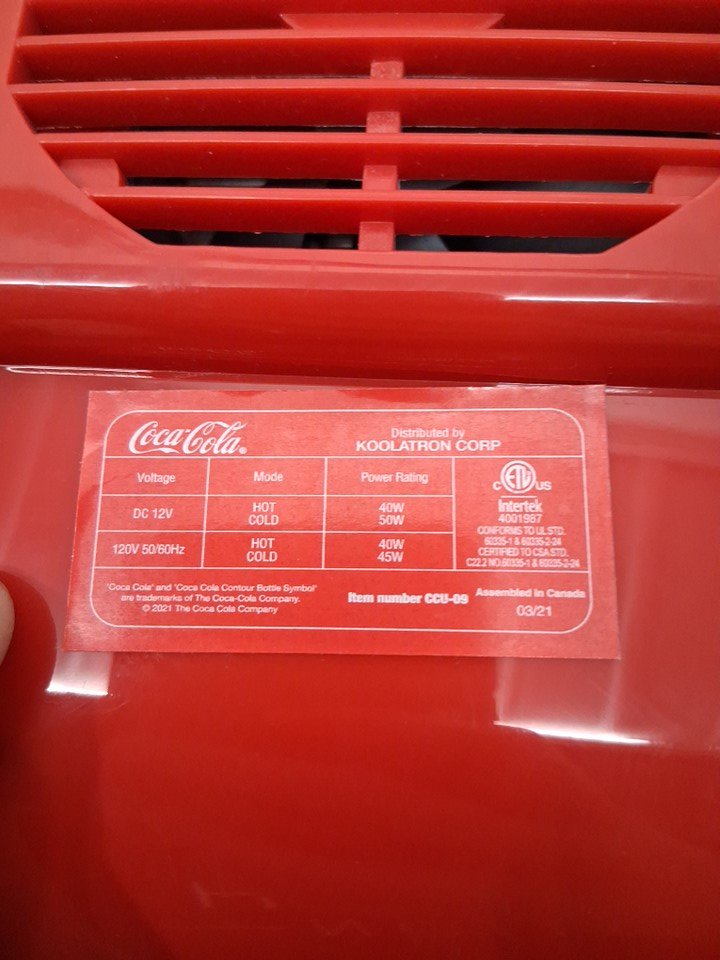 Coca-Cola®
Distributed by
KOOLATRON CORP
Voltage Mode Power Rating
DC 12V HOT 40W
COLD 50W
120V 50/60Hz HOT 40W
COLD 45W
C ETL US
Intertek
4001987
CONFORMS TO UL STD.
60335-1 & 60335-2-24
CERTIFIED TO CSA STD.
C22.2 NO.60335-1 & 60335-2-24
'Coca Cola' and 'Coca Cola Contour Bottle Symbol'
are trademarks of The Coca-Cola Company.
© 2021 The Coca Cola Company
Item number CCU-09
Assembled in Canada
03/21